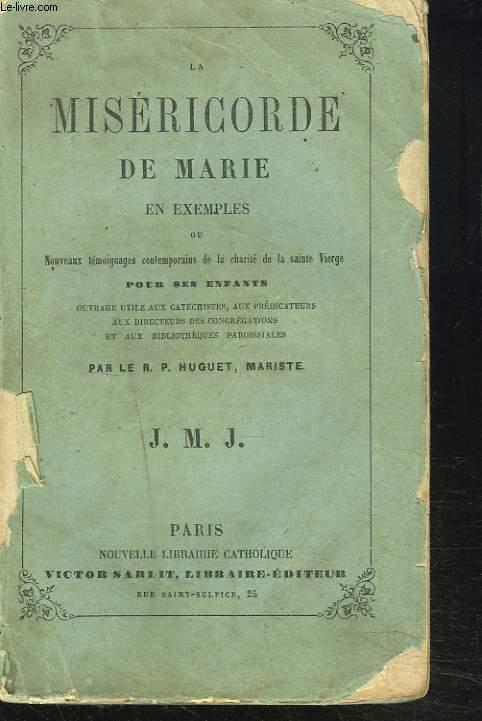 Le-livre.com
LA
MISÉRICORDE
DE MARIE
EN EXEMPLES
OU
Nouveaux témoignages contemporains de la charité de la sainte Vierge
POUR SES ENFANTS
OUVRAGE UTILE AUX CATÉCHISTES, AUX PRÉDICATEURS
AUX DIRECTEURS DES CONGRÉGATIONS
ET AUX BIBLIOTHÈQUES PAROISSIALES
PAR LE R. P. HUGUET, MARISTE.
J. M. J.
PARIS
NOUVELLE LIBRAIRIE CATHOLIQUE
VICTOR SARLIT, LIBRAIRE-ÉDITEUR
RUE SAINT-SULPICE, 25